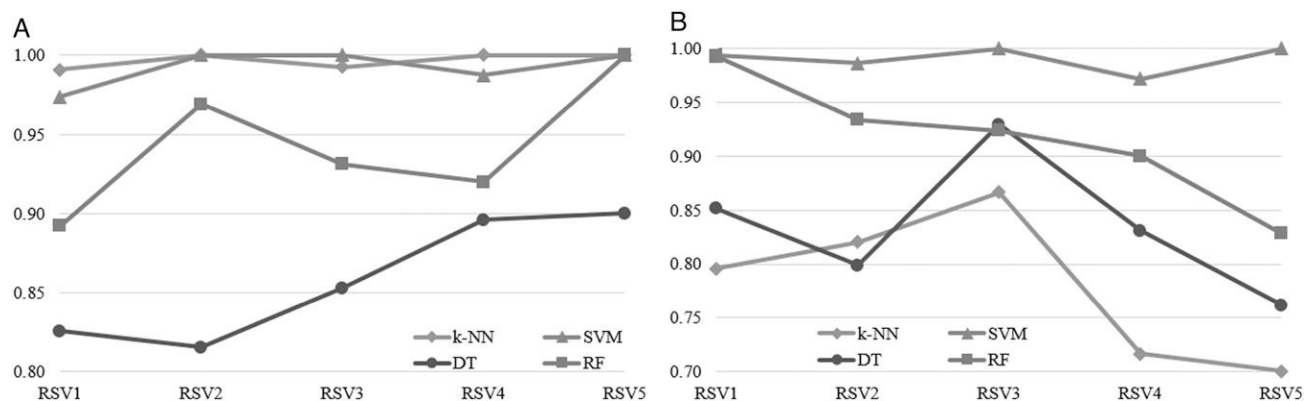 A
1.00
0.95
0.90
0.85
0.80
k-NN SVM
DT RF
RSV1 RSV2 RSV3 RSV4 RSV5
B
1.00
0.95
0.90
0.85
0.80
0.75
0.70
k-NN SVM
DT RF
RSV1 RSV2 RSV3 RSV4 RSV5